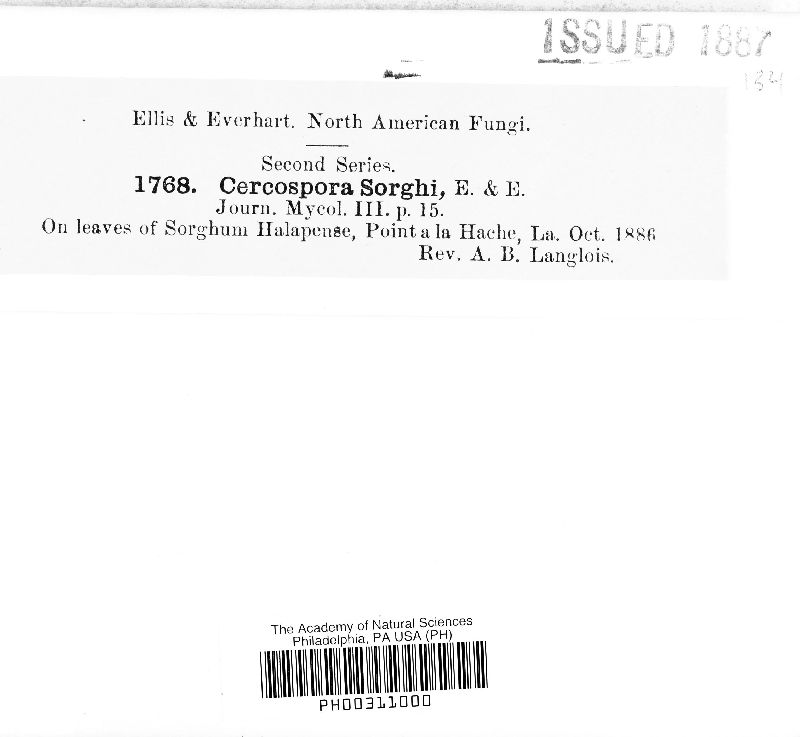 ISSUED 1887
Ellis & Everhart. North American Fungi.
Second Series.
1768. Cercospora Sorghi, E. & E.
Journ. Mycol. III. p. 15.
On leaves of Sorghum Halapense, Point a la Hache, La. Oct. 1886
Rev. A. B. Langlois.
The Academy of Natural Sciences
Philadelphia, PA USA (PH)
PH00311000